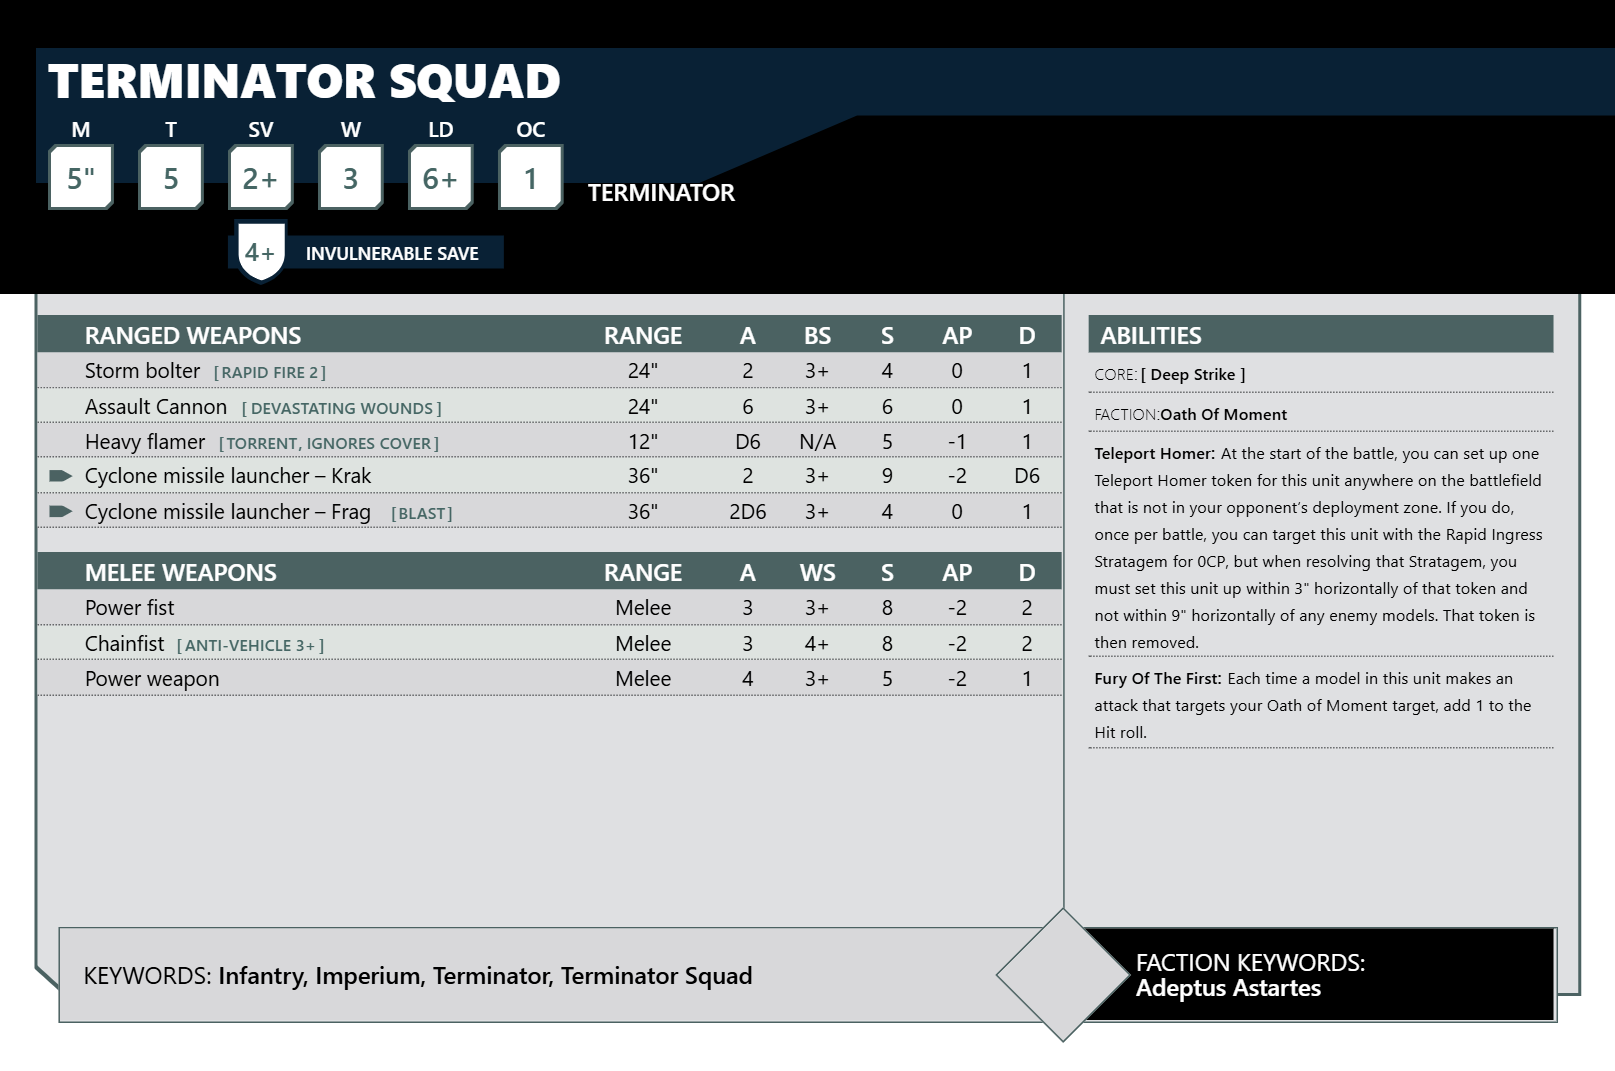 TERMINATOR SQUAD
M T SV W LD OC
5" 5 2+ 3 6+ 1
TERMINATOR
4+ INVULNERABLE SAVE
RANGED WEAPONS RANGE A BS S AP D
Storm bolter [RAPID FIRE 2] 24" 2 3+ 4 0 1
Assault Cannon [DEVASTATING WOUNDS] 24" 6 3+ 6 0 1
Heavy flamer [TORRENT, IGNORES COVER] 12" D6 N/A 5 -1 1
Cyclone missile launcher – Krak 36" 2 3+ 9 -2 D6
Cyclone missile launcher – Frag [BLAST] 36" 2D6 3+ 4 0 1
MELEE WEAPONS RANGE A WS S AP D
Power fist Melee 3 3+ 8 -2 2
Chainfist [ANTI-VEHICLE 3+] Melee 3 4+ 8 -2 2
Power weapon Melee 4 3+ 5 -2 1
ABILITIES
CORE: [ Deep Strike ]
FACTION:Oath Of Moment
Teleport Homer: At the start of the battle, you can set up one
Teleport Homer token for this unit anywhere on the battlefield
that is not in your opponent’s deployment zone. If you do,
once per battle, you can target this unit with the Rapid Ingress
Stratagem for 0CP, but when resolving that Stratagem, you
must set this unit up within 3" horizontally of that token and
not within 9" horizontally of any enemy models. That token is
then removed.
Fury Of The First: Each time a model in this unit makes an
attack that targets your Oath of Moment target, add 1 to the
Hit roll.
KEYWORDS: Infantry, Imperium, Terminator, Terminator Squad
FACTION KEYWORDS:
Adeptus Astartes